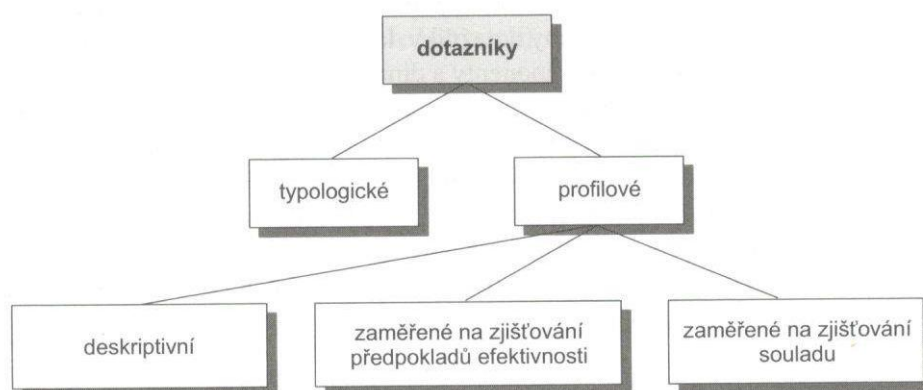 dotazníky
typologické
profilové
deskriptivní
zaměřené na zjišťování
předpokladů efektivnosti
zaměřené na zjišťování
souladu